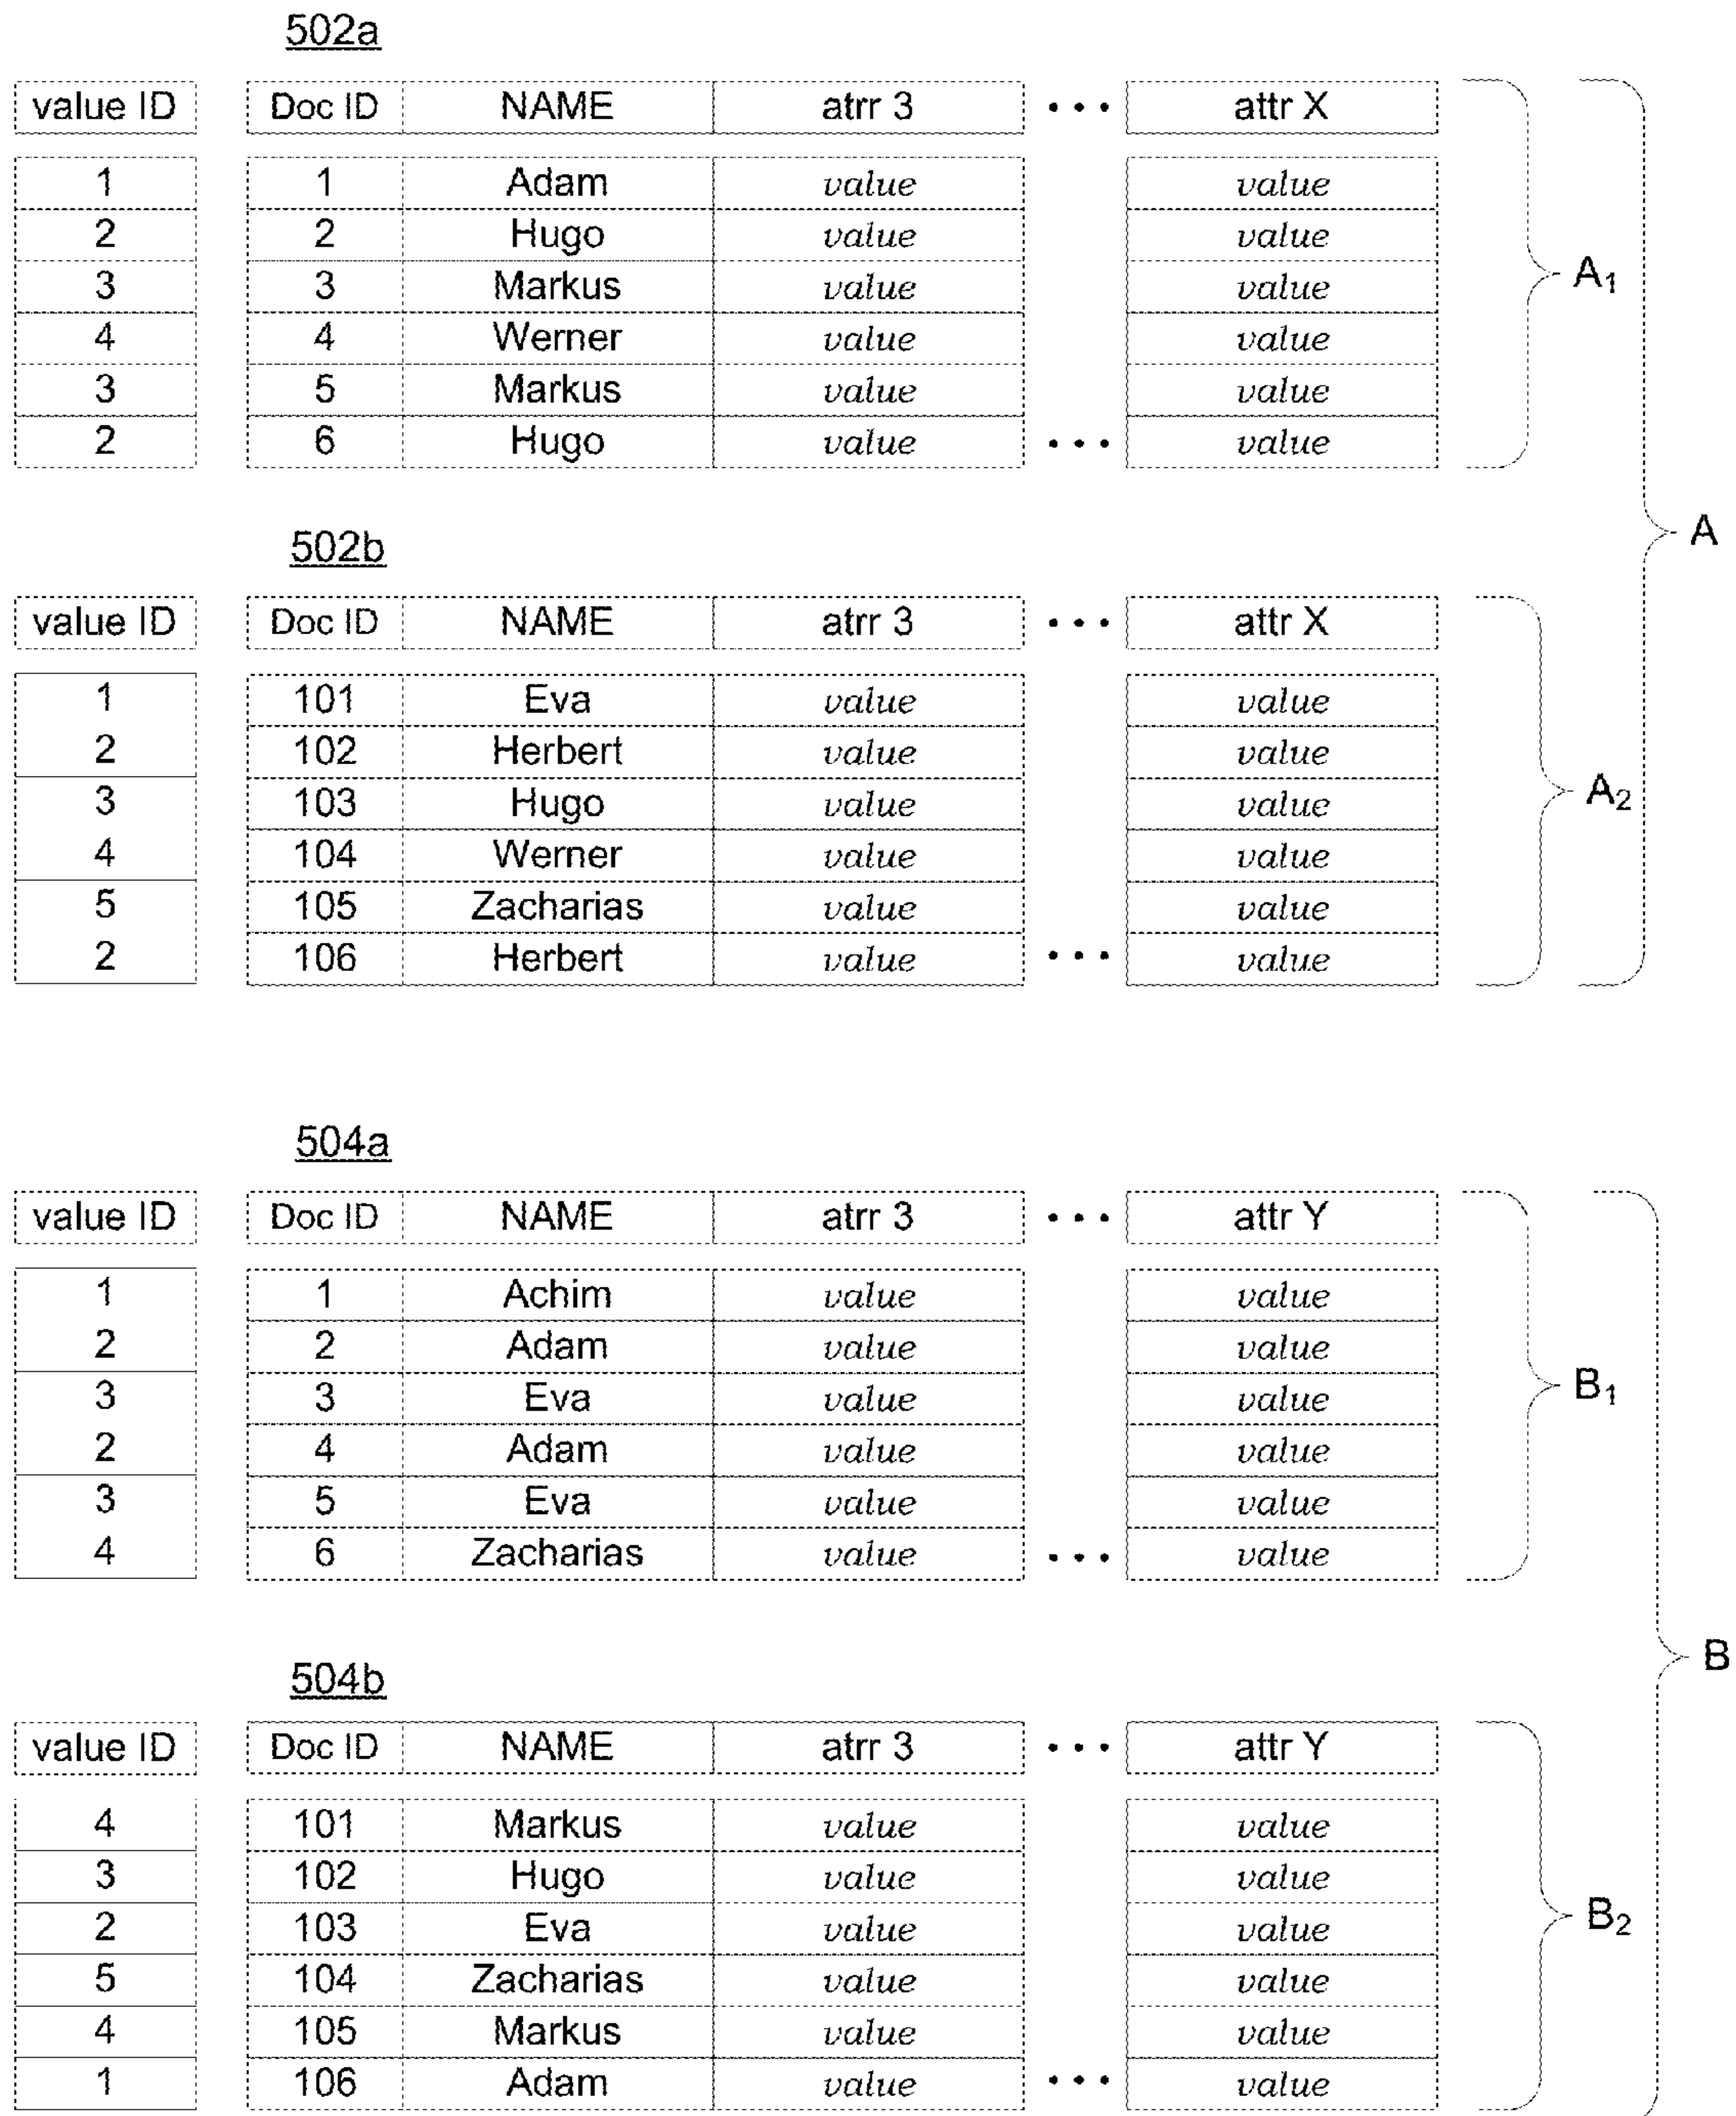 502a
value ID Doc ID NAME atrr 3 • • • attr X
1 1 Adam value value
2 2 Hugo value value
3 3 Markus value value
A1
4 4 Werner value value
3 5 Markus value value
2 6 Hugo value • • • value
A
502b
value ID Doc ID NAME atrr 3 • • • attr X
1 101 Eva value value
2 102 Herbert value value
3 103 Hugo value value
A2
4 104 Werner value value
5 105 Zacharias value value
2 106 Herbert value • • • value
504a
value ID Doc ID NAME atrr 3 • • • attr Y
1 1 Achim value value
2 2 Adam value value
3 3 Eva value value
B1
2 4 Adam value value
3 5 Eva value value
4 6 Zacharias value • • • value
B
504b
value ID Doc ID NAME atrr 3 • • • attr Y
4 101 Markus value value
3 102 Hugo value value
2 103 Eva value value
B2
5 104 Zacharias value value
4 105 Markus value value
1 106 Adam value • • • value